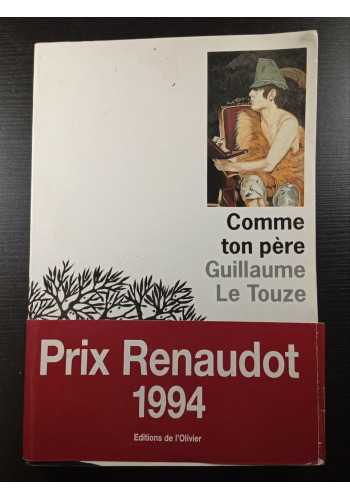 Comme
ton père
Guillaume
Le Touze
Prix Renaudot
1994
Editions de l'Olivier